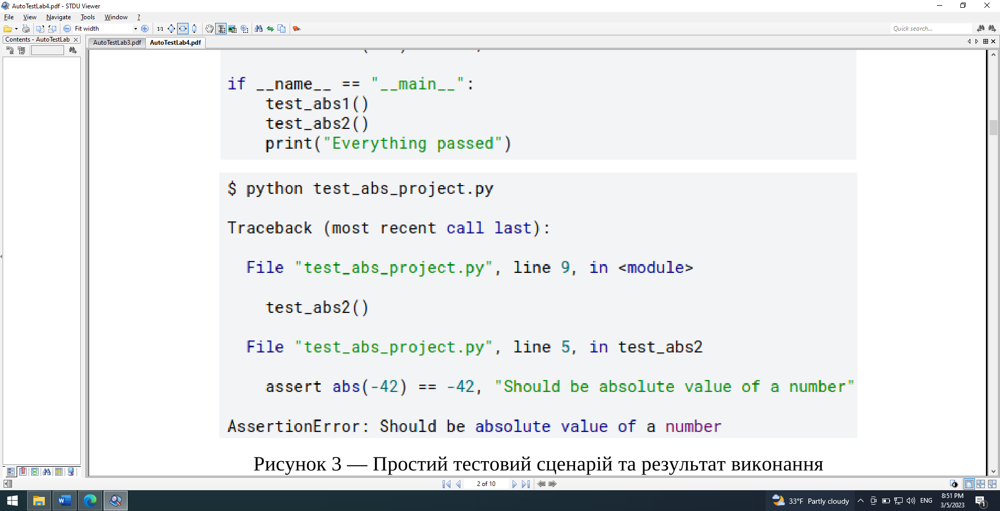 AutoTestLab4.pdf - STDU Viewer
File View Navigate Tools Window ?
Fit width
1:1
Quick search...
Contents - AutoTestLab
AutoTestLab3.pdf
AutoTestLab4.pdf
if __name__ == "__main__":
test_abs1()
test_abs2()
print("Everything passed")
$ python test_abs_project.py
Traceback (most recent call last):
File "test_abs_project.py", line 9, in <module>
test_abs2()
File "test_abs_project.py", line 5, in test_abs2
assert abs(-42) == -42, "Should be absolute value of a number"
AssertionError: Should be absolute value of a number
Рисунок 3 — Простий тестовий сценарій та результат виконання
2 of 10
33°F Partly cloudy
ENG
8:51 PM
3/5/2023
1